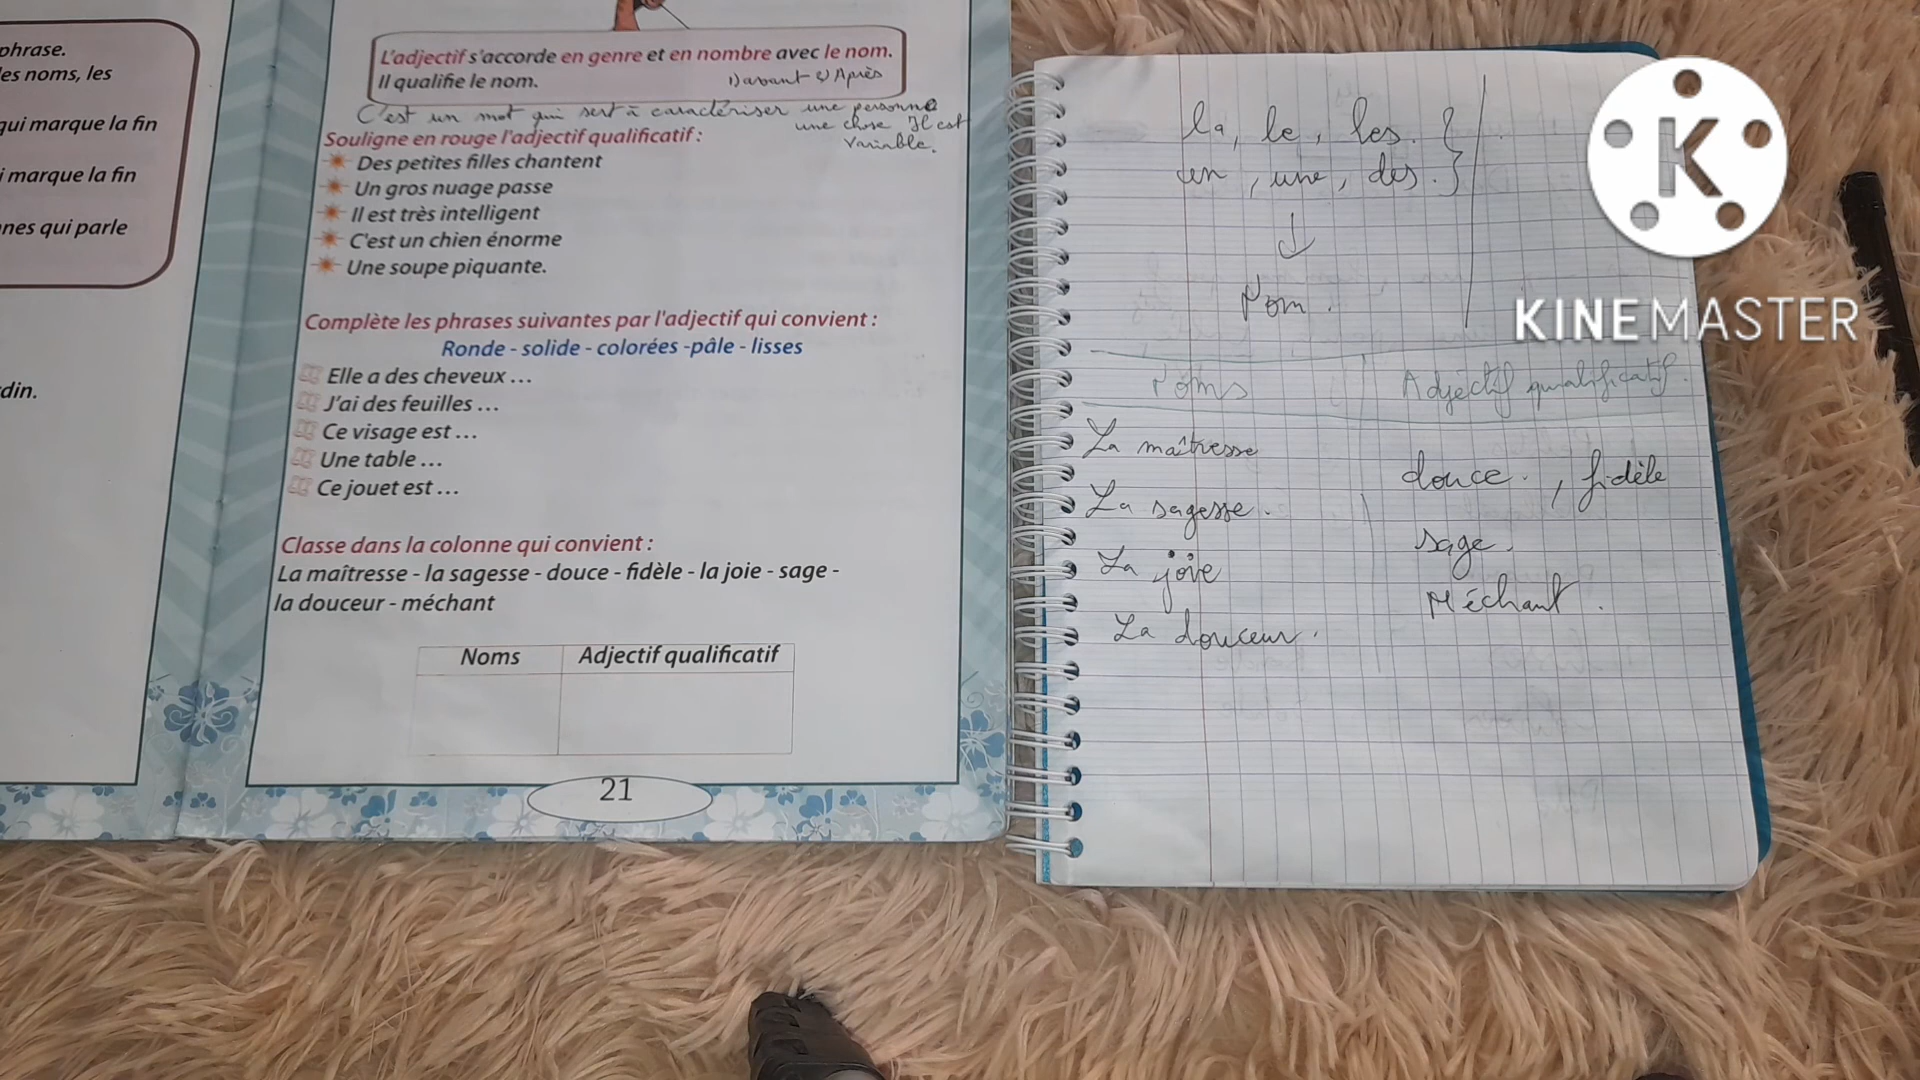 phrase.
es noms, les
qui marque la fin
i marque la fin
nes qui parle
din.
L'adjectif s'accorde en genre et en nombre avec le nom.
Il qualifie le nom.
1) avant 2) Après
C'est un mot qui sert à caractériser une personne
une chose Il est
variable.
Souligne en rouge l'adjectif qualificatif :
Des petites filles chantent
Un gros nuage passe
Il est très intelligent
C'est un chien énorme
Une soupe piquante.
Complète les phrases suivantes par l'adjectif qui convient :
Ronde - solide - colorées -pâle - lisses
Elle a des cheveux ...
J'ai des feuilles ...
Ce visage est ...
Une table ...
Ce jouet est ...
Classe dans la colonne qui convient :
La maîtresse - la sagesse - douce - fidèle - la joie - sage -
la douceur - méchant
Noms Adjectif qualificatif
21
la, le, les.
un, une, des.
Nom.
Noms Adjéctif qualificatif.
La maîtresse
douce. , fidèle
La sagesse.
sage.
La joie
Méchant.
La douceur.
K
KINEMASTER